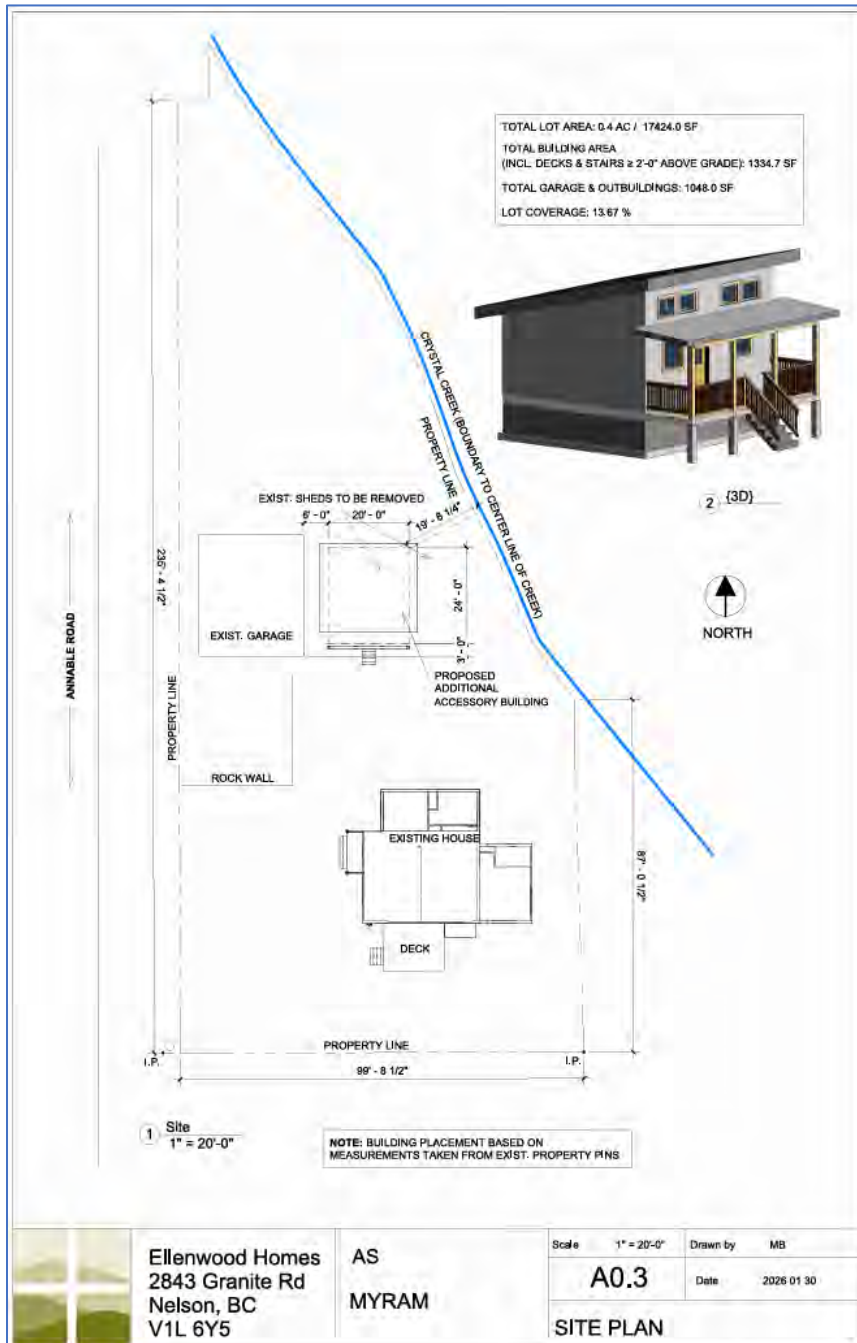 TOTAL LOT AREA: 0.4 AC / 17424.0 SF
TOTAL BUILDING AREA
(INCL. DECKS & STAIRS ≥ 2'-0" ABOVE GRADE): 1334.7 SF
TOTAL GARAGE & OUTBUILDINGS: 1048.0 SF
LOT COVERAGE: 13.67 %
CRYSTAL CREEK (BOUNDARY TO CENTER LINE OF CREEK)
PROPERTY LINE
2 {3D}
EXIST. SHEDS TO BE REMOVED
6' - 0"
20' - 0"
19' - 8 1/4"
235' - 4 1/2"
24' - 0"
3' - 0"
NORTH
EXIST. GARAGE
ANNABLE ROAD
PROPERTY LINE
PROPOSED
ADDITIONAL
ACCESSORY BUILDING
ROCK WALL
EXISTING HOUSE
87' - 0 1/2"
DECK
PROPERTY LINE
I.P.
I.P.
99' - 8 1/2"
1 Site
1" = 20'-0"
NOTE: BUILDING PLACEMENT BASED ON
MEASUREMENTS TAKEN FROM EXIST. PROPERTY PINS
Ellenwood Homes
2843 Granite Rd
Nelson, BC
V1L 6Y5
AS
MYRAM
Scale 1" = 20'-0"
Drawn by MB
A0.3
Date 2026 01 30
SITE PLAN